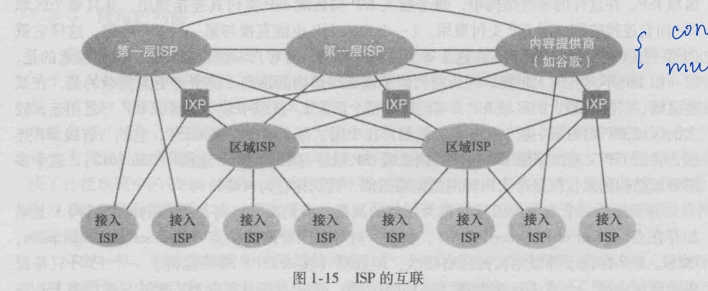 第一层ISP
第一层ISP
内容提供商
（如谷歌）
{ con
mu
IXP
IXP
IXP
区域ISP
区域ISP
接入
ISP
接入
ISP
接入
ISP
接入
ISP
接入
ISP
接入
ISP
接入
ISP
接入
ISP
图 1-15 ISP 的互联